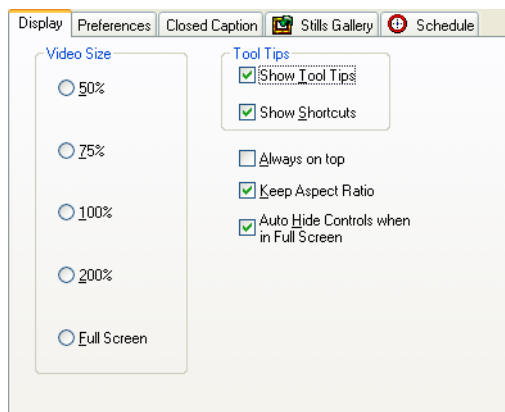 Display Preferences Closed Caption Stills Gallery Schedule
Video Size
50%
75%
100%
200%
Full Screen
Tool Tips
Show Tool Tips
Show Shortcuts
Always on top
Keep Aspect Ratio
Auto Hide Controls when
in Full Screen